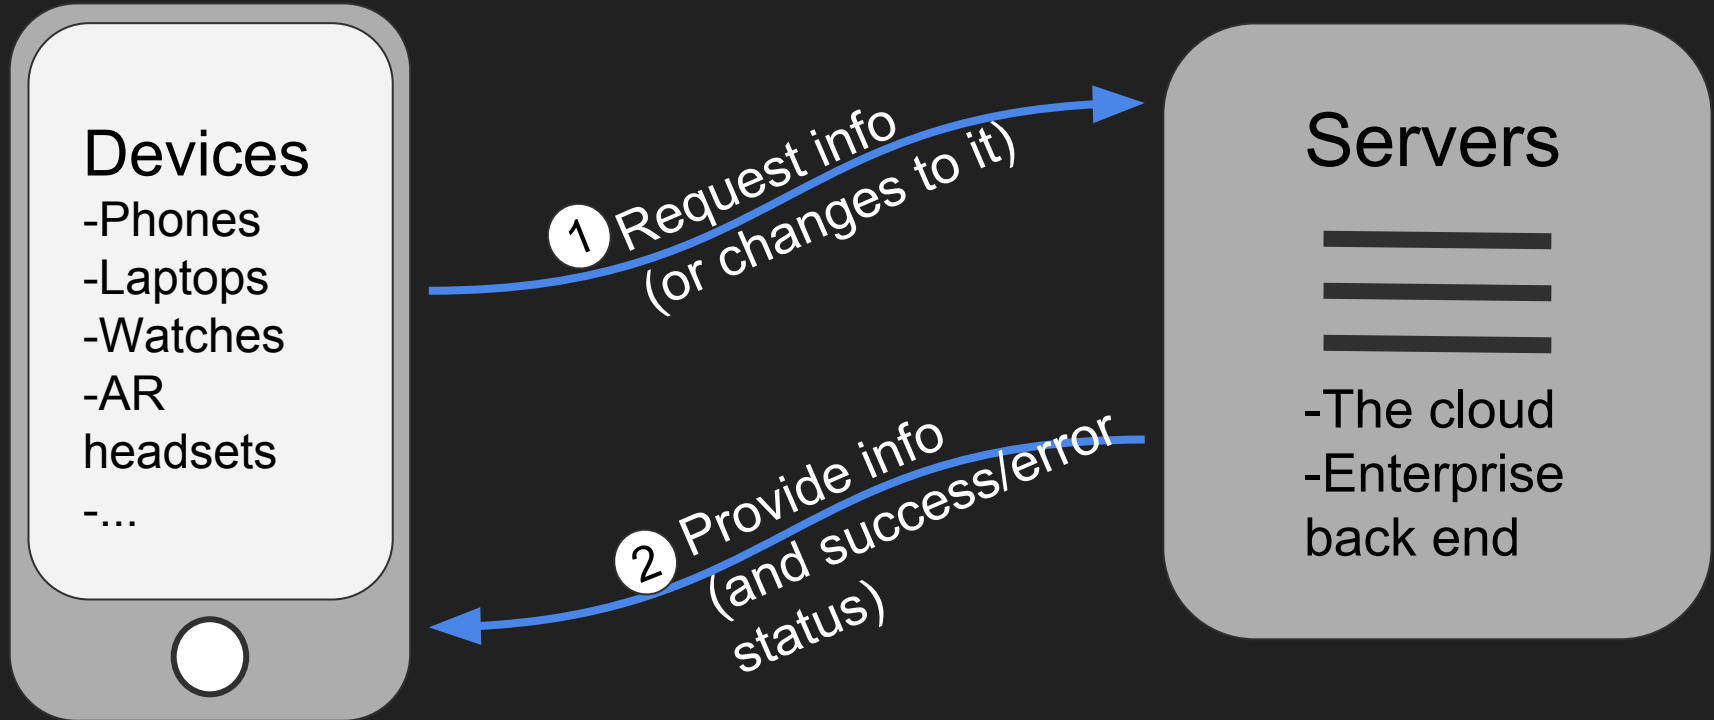 Devices
-Phones
-Laptops
-Watches
-AR
headsets
-...
1 Request info
(or changes to it)
2 Provide info
(and success/error
status)
Servers
-The cloud
-Enterprise
back end